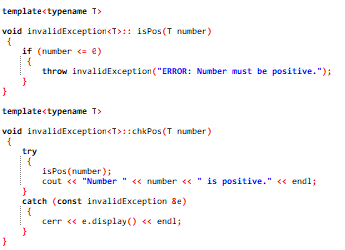 template<typename T>
void invalidException<T>:: isPos(T number)
{
if (number <= 0)
{
throw invalidException("ERROR: Number must be positive.");
}
}
template<typename T>
void invalidException<T>::chkPos(T number)
{
try
{
isPos(number);
cout << "Number " << number << " is positive." << endl;
}
catch (const invalidException &e)
{
cerr << e.display() << endl;
}
}